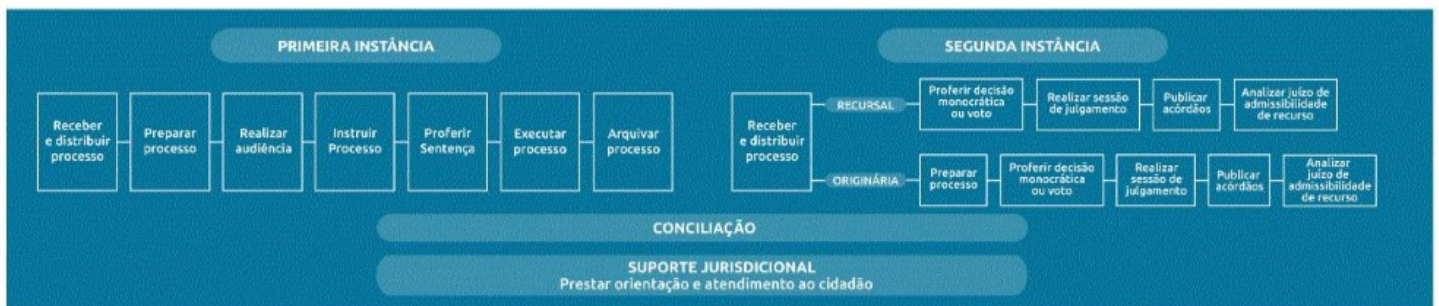 PRIMEIRA INSTÂNCIA
Receber
e distribuir
processo
Preparar
processo
Realizar
audiência
Instruir
Processo
Proferir
Sentença
Executar
processo
Arquivar
processo
SEGUNDA INSTÂNCIA
Receber
e distribuir
processo
RECURSAL
Proferir decisão
monocrática
ou voto
Realizar sessão
de julgamento
Publicar
acórdãos
Analizar juízo de
admissibilidade
de recurso
ORIGINÁRIA
Preparar
processo
Proferir decisão
monocrática
ou voto
Realizar
sessão de
julgamento
Publicar
acórdãos
Analizar
juízo de
admissibilidade
de recurso
CONCILIAÇÃO
SUPORTE JURISDICIONAL
Prestar orientação e atendimento ao cidadão